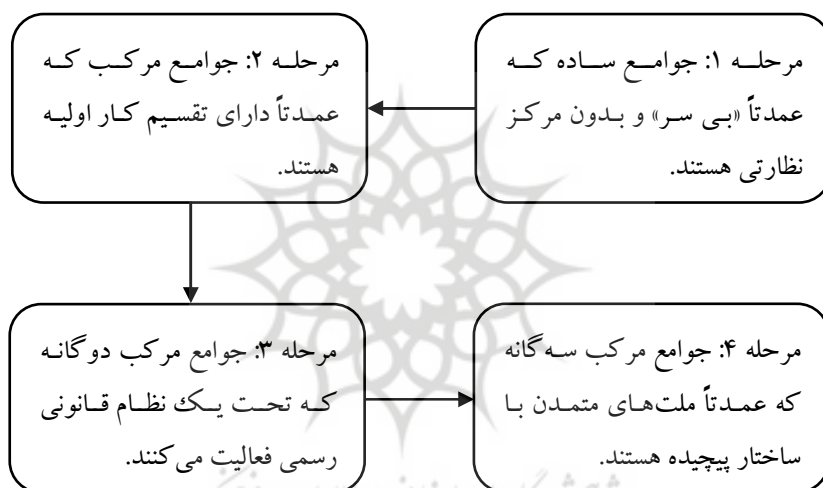 مرحله ۱: جوامع ساده که
عمدتاً «بی سر» و بدون مرکز
نظارتی هستند.
مرحله ۲: جوامع مرکب که
عمدتاً دارای تقسیم کار اولیه
هستند.
مرحله ۳: جوامع مرکب دوگانه
که تحت یک نظام قانونی
رسمی فعالیت می‌کنند.
مرحله ۴: جوامع مرکب سه‌گانه
که عمدتاً ملت‌های متمدن با
ساختار پیچیده هستند.